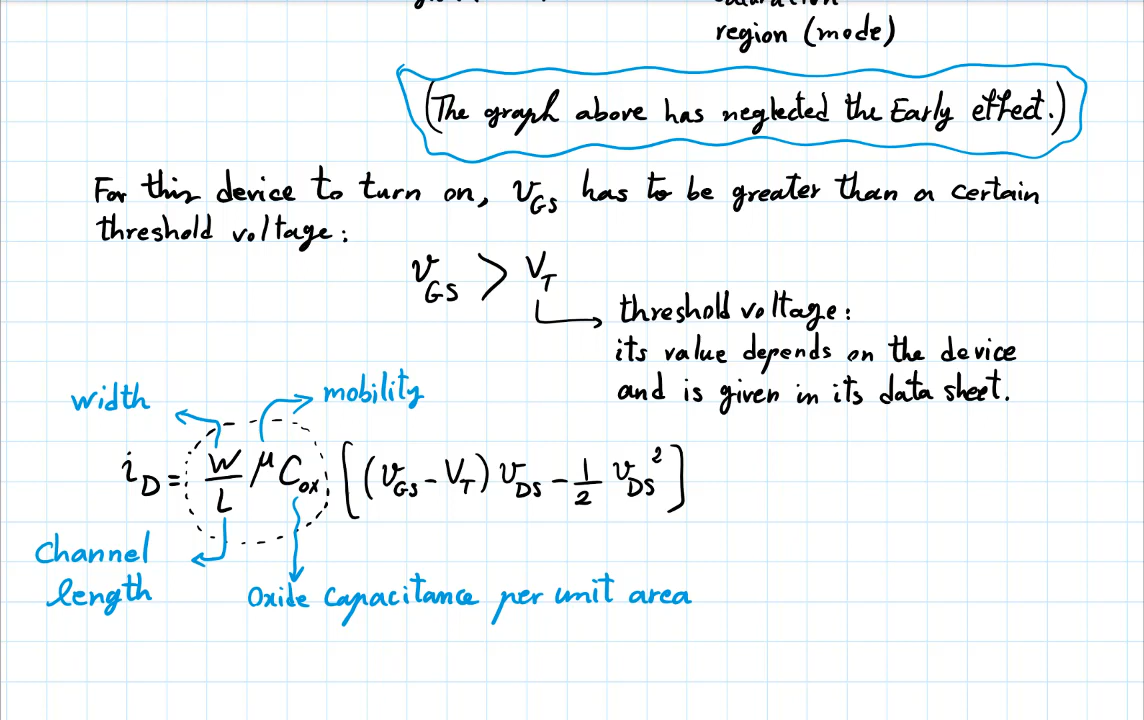 region (mode)
(The graph above has neglected the Early effect.)
For this device to turn on, v_GS has to be greater than a certain
threshold voltage:
v_GS > V_T
threshold voltage:
its value depends on the device
and is given in its data sheet.
width
mobility
i_D = W/L μ C_ox [(v_GS - V_T) v_DS - 1/2 v_DS^2]
channel
length
Oxide capacitance per unit area